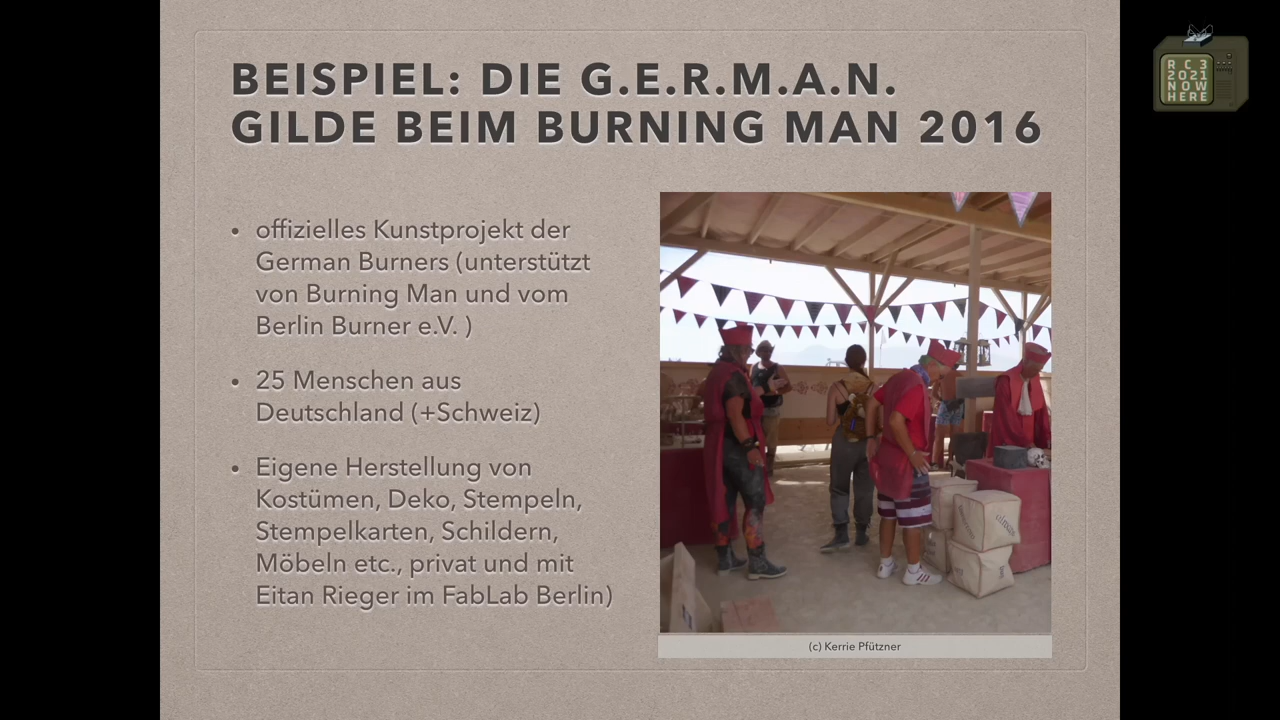 BEISPIEL: DIE G.E.R.M.A.N.
GILDE BEIM BURNING MAN 2016
• offizielles Kunstprojekt der
German Burners (unterstützt
von Burning Man und vom
Berlin Burner e.V. )
• 25 Menschen aus
Deutschland (+Schweiz)
• Eigene Herstellung von
Kostümen, Deko, Stempeln,
Stempelkarten, Schildern,
Möbeln etc., privat und mit
Eitan Rieger im FabLab Berlin)
(c) Kerrie Pfützner
RC3
2021
NOW
HERE